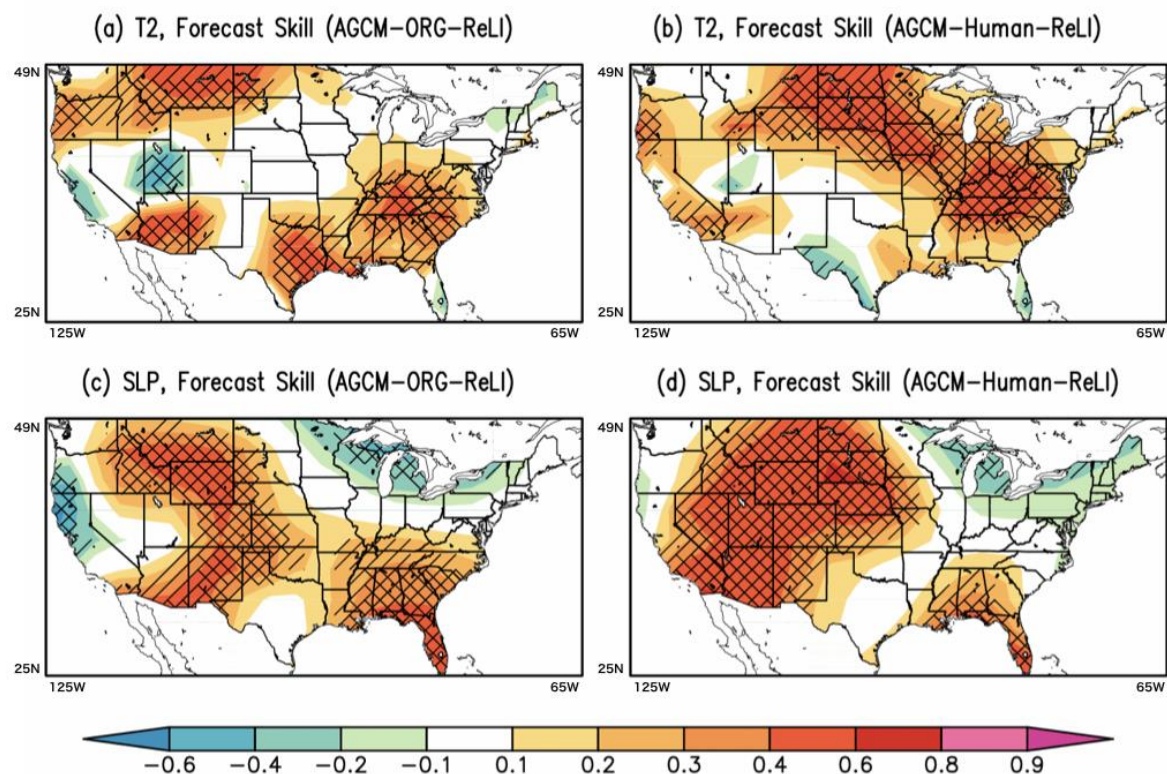 (a) T2, Forecast Skill (AGCM-ORG-ReLI)
(b) T2, Forecast Skill (AGCM-Human-ReLI)
49N
25N
125W
65W
49N
25N
125W
65W
(c) SLP, Forecast Skill (AGCM-ORG-ReLI)
(d) SLP, Forecast Skill (AGCM-Human-ReLI)
49N
25N
125W
65W
49N
25N
125W
65W
-0.6 -0.4 -0.2 -0.1 0.1 0.2 0.3 0.4 0.6 0.8 0.9